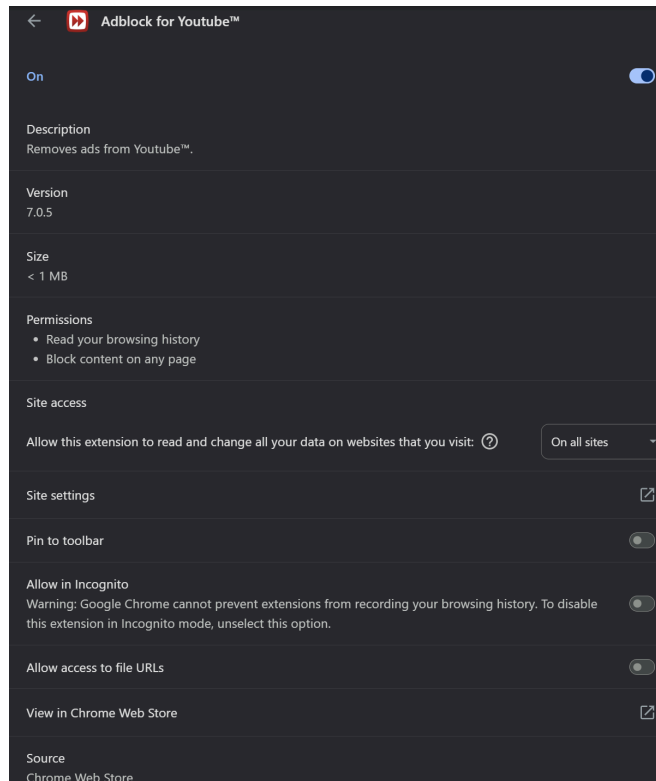 Adblock for Youtube™
On
Description
Removes ads from Youtube™.
Version
7.0.5
Size
< 1 MB
Permissions
• Read your browsing history
• Block content on any page
Site access
Allow this extension to read and change all your data on websites that you visit:
On all sites
Site settings
Pin to toolbar
Allow in Incognito
Warning: Google Chrome cannot prevent extensions from recording your browsing history. To disable
this extension in Incognito mode, unselect this option.
Allow access to file URLs
View in Chrome Web Store
Source
Chrome Web Store